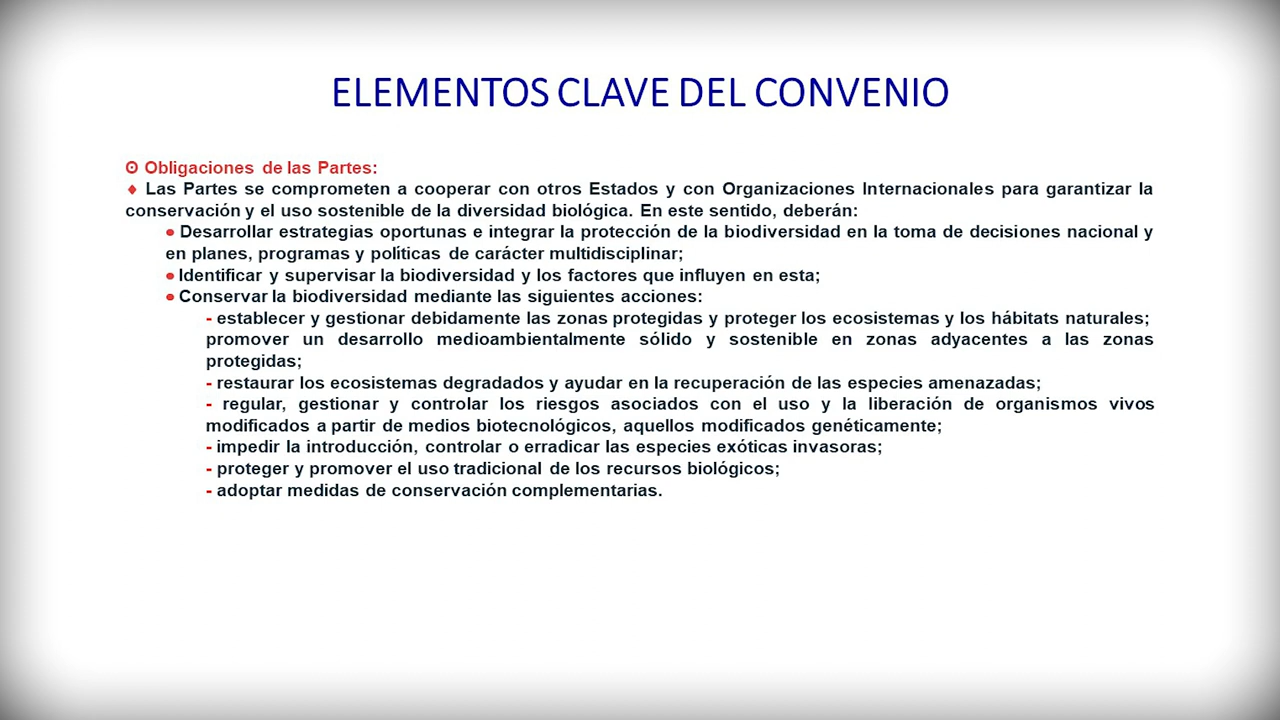 ELEMENTOS CLAVE DEL CONVENIO
⊙ Obligaciones de las Partes:
♦ Las Partes se comprometen a cooperar con otros Estados y con Organizaciones Internacionales para garantizar la
conservación y el uso sostenible de la diversidad biológica. En este sentido, deberán:
• Desarrollar estrategias oportunas e integrar la protección de la biodiversidad en la toma de decisiones nacional y
en planes, programas y políticas de carácter multidisciplinar;
• Identificar y supervisar la biodiversidad y los factores que influyen en esta;
• Conservar la biodiversidad mediante las siguientes acciones:
- establecer y gestionar debidamente las zonas protegidas y proteger los ecosistemas y los hábitats naturales;
promover un desarrollo medioambientalmente sólido y sostenible en zonas adyacentes a las zonas
protegidas;
- restaurar los ecosistemas degradados y ayudar en la recuperación de las especies amenazadas;
- regular, gestionar y controlar los riesgos asociados con el uso y la liberación de organismos vivos
modificados a partir de medios biotecnológicos, aquellos modificados genéticamente;
- impedir la introducción, controlar o erradicar las especies exóticas invasoras;
- proteger y promover el uso tradicional de los recursos biológicos;
- adoptar medidas de conservación complementarias.